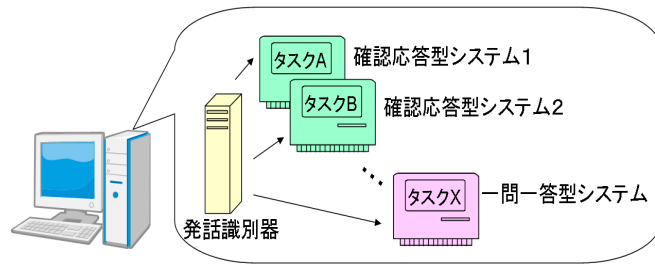 タスクA
確認応答型システム1
タスクB
確認応答型システム2
タスクX
一問一答型システム
発話識別器